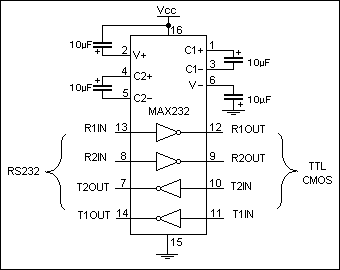 Vcc
16
10µF
2 V+
C1+ 1
10µF
C1− 3
4 C2+
10µF
5 C2−
V− 6
10µF
MAX232
R1IN 13 12 R1OUT
R2IN 8 9 R2OUT
RS232
TTL
CMOS
T2OUT 7 10 T2IN
T1OUT 14 11 T1IN
15